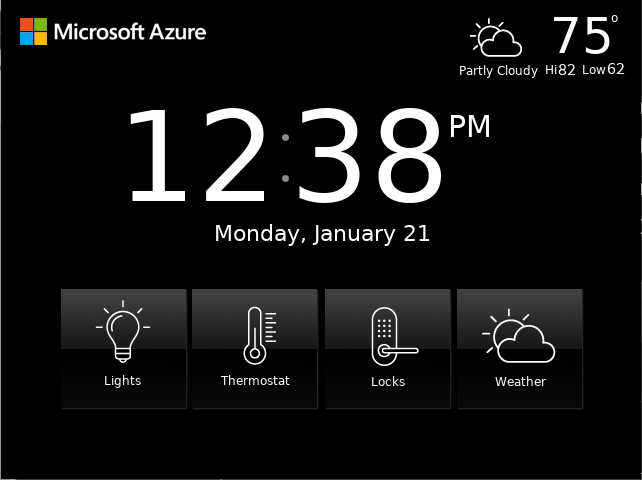 Microsoft Azure
75°
Partly Cloudy Hi82 Low62
12:38 PM
Monday, January 21
Lights
Thermostat
Locks
Weather